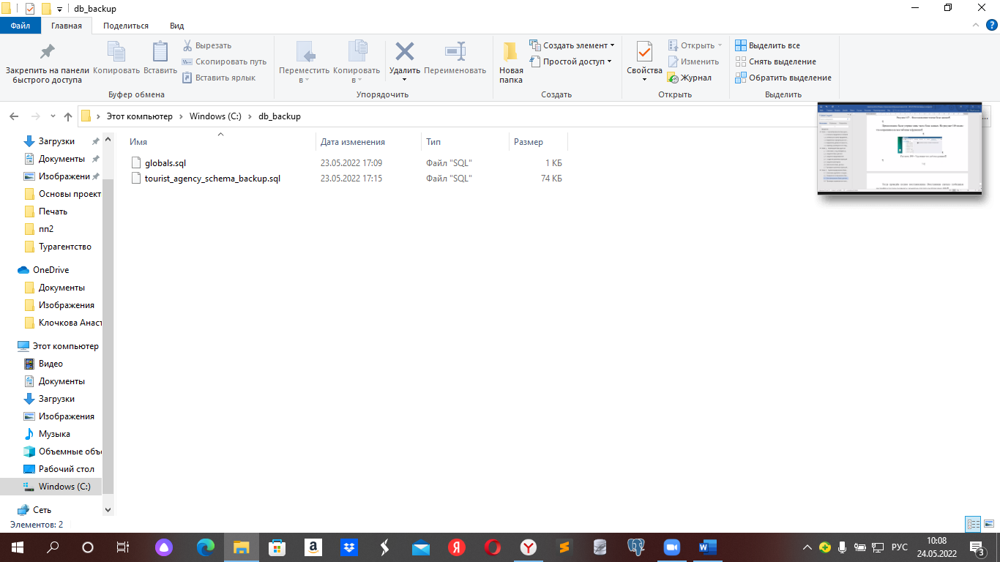 db_backup
Файл Главная Поделиться Вид
Закрепить на панели быстрого доступа
Копировать
Вставить
Вырезать
Скопировать путь
Вставить ярлык
Буфер обмена
Переместить в
Копировать в
Удалить
Переименовать
Упорядочить
Новая папка
Создать элемент
Простой доступ
Создать
Свойства
Открыть
Изменить
Журнал
Открыть
Выделить все
Снять выделение
Обратить выделение
Выделить
Этот компьютер > Windows (C:) > db_backup
Имя Дата изменения Тип Размер
globals.sql 23.05.2022 17:09 Файл "SQL" 1 КБ
tourist_agency_schema_backup.sql 23.05.2022 17:15 Файл "SQL" 74 КБ
Загрузки
Документы
Изображени
Основы проект
Печать
пп2
Турагентство
OneDrive
Документы
Изображения
Клочкова Анаст
Этот компьютер
Видео
Документы
Загрузки
Изображения
Музыка
Объемные объ
Рабочий стол
Windows (C:)
Сеть
Элементов: 2
РУС
10:08
24.05.2022
3